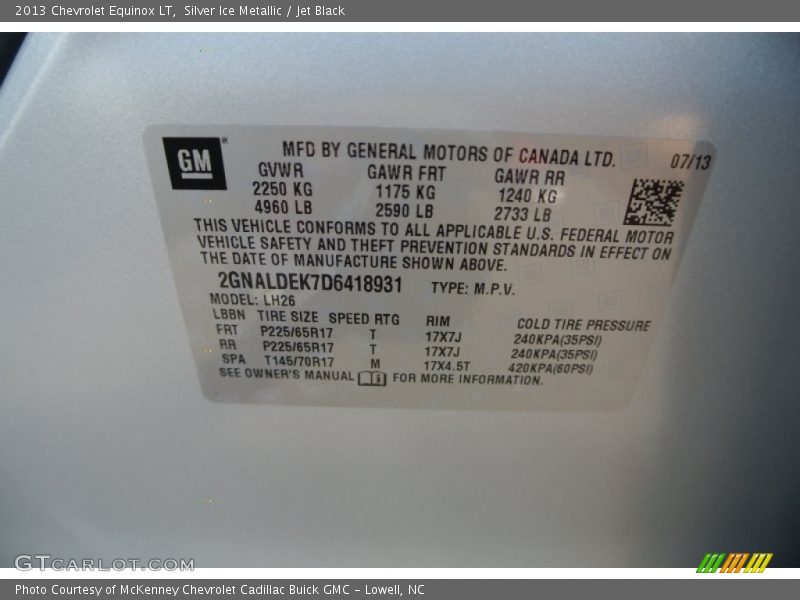 2013 Chevrolet Equinox LT, Silver Ice Metallic / Jet Black
GM
MFD BY GENERAL MOTORS OF CANADA LTD. 07/13
GVWR GAWR FRT GAWR RR
2250 KG 1175 KG 1240 KG
4960 LB 2590 LB 2733 LB
THIS VEHICLE CONFORMS TO ALL APPLICABLE U.S. FEDERAL MOTOR
VEHICLE SAFETY AND THEFT PREVENTION STANDARDS IN EFFECT ON
THE DATE OF MANUFACTURE SHOWN ABOVE.
2GNALDEK7D6418931 TYPE: M.P.V.
MODEL: LH26
LBBN TIRE SIZE SPEED RTG RIM COLD TIRE PRESSURE
FRT P225/65R17 T 17X7J 240KPA(35PSI)
RR P225/65R17 T 17X7J 240KPA(35PSI)
SPA T145/70R17 M 17X4.5T 420KPA(60PSI)
SEE OWNER'S MANUAL FOR MORE INFORMATION.
GTCARLOT.COM
Photo Courtesy of McKenney Chevrolet Cadillac Buick GMC - Lowell, NC